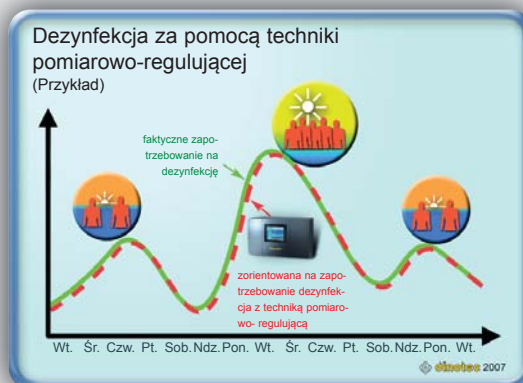 Dezynfekcja za pomocą techniki
pomiarowo-regulującej
(Przykład)
faktyczne zapo-
trzebowanie na
dezynfekcję
zorientowana na zapo-
trzebowanie dezynfek-
cja z techniką pomiaro-
wo- regulującą
Wt. Śr. Czw. Pt. Sob. Ndz. Pon. Wt. Śr. Czw. Pt. Sob. Ndz. Pon. Wt.
dinotec 2007